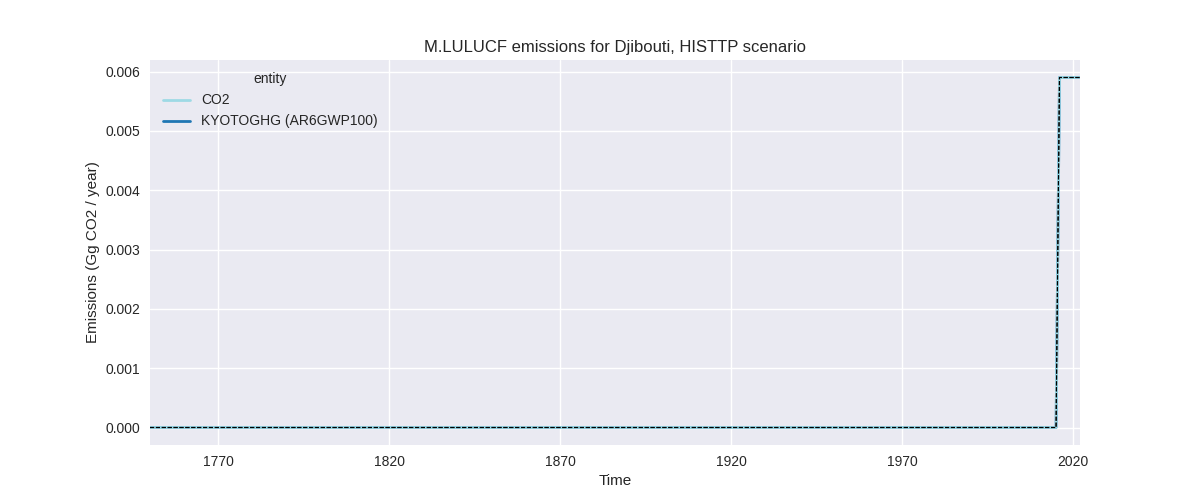 M.LULUCF emissions for Djibouti, HISTTP scenario
entity
CO2
KYOTOGHG (AR6GWP100)
Emissions (Gg CO2 / year)
0.006
0.005
0.004
0.003
0.002
0.001
0.000
1770 1820 1870 1920 1970 2020
Time